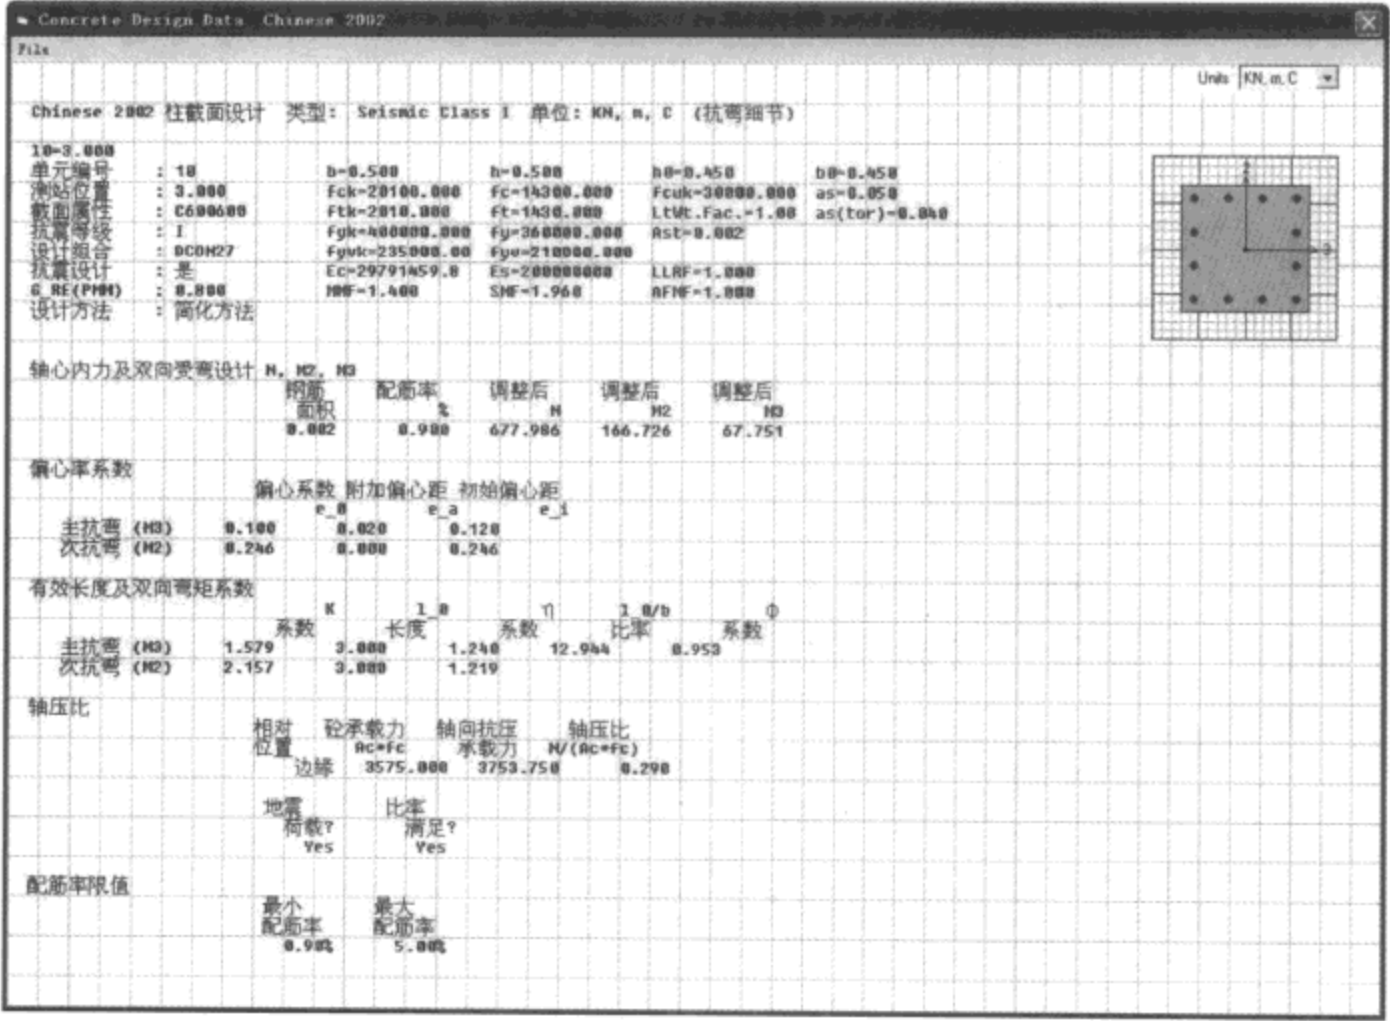 Concrete Design Data Chinese 2002
File
Units KN, m, C
Chinese 2002 柱截面设计 类型: Seismic Class I 单位: KN, m, C (抗弯细节)
10-3.000
单元编号 : 10 b=0.500 h=0.500 h0=0.450 b0=0.450
测站位置 : 3.000 fck=20100.000 fc=14300.000 fcuk=30000.000 as=0.050
截面属性 : C600600 ftk=2010.000 ft=1430.000 LtWt.Fac.=1.00 as(tor)=0.040
抗震等级 : I fyk=400000.000 fy=360000.000 Ast=0.002
设计组合 : DCON27 fyvk=235000.00 fyv=210000.000
抗震设计 : 是 Ec=29791459.0 Es=200000000 LLRF=1.000
G_RE(PMM) : 0.800 MMF=1.400 SMF=1.960 AFMF=1.000
设计方法 : 简化方法
2
3
轴心内力及双向受弯设计 N, M2, M3
钢筋 配筋率 调整后 调整后 调整后
面积 % N M2 M3
0.002 0.900 677.986 166.726 67.751
偏心率系数
偏心系数 附加偏心距 初始偏心距
e_0 e_a e_i
主抗弯 (M3) 0.100 0.020 0.120
次抗弯 (M2) 0.246 0.000 0.246
有效长度及双向弯矩系数
K l_0 η l_0/b Φ
系数 长度 系数 比率 系数
主抗弯 (M3) 1.579 3.000 1.240 12.944 0.953
次抗弯 (M2) 2.157 3.000 1.219
轴压比
相对 砼承载力 轴向抗压 轴压比
位置 Ac*fc 承载力 N/(Ac*fc)
边缘 3575.000 3753.750 0.290
地震 比率
荷载? 满足?
Yes Yes
配筋率限值
最小 最大
配筋率 配筋率
0.90% 5.00%